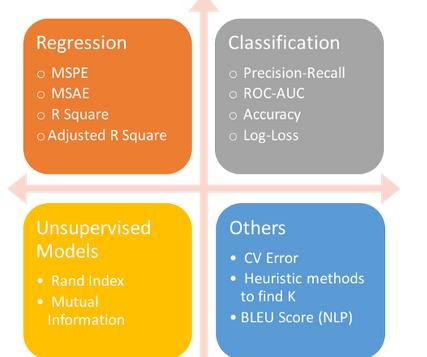 Regression
○ MSPE
○ MSAE
○ R Square
○ Adjusted R Square
Classification
○ Precision-Recall
○ ROC-AUC
○ Accuracy
○ Log-Loss
Unsupervised
Models
• Rand Index
• Mutual
Information
Others
• CV Error
• Heuristic methods
to find K
• BLEU Score (NLP)